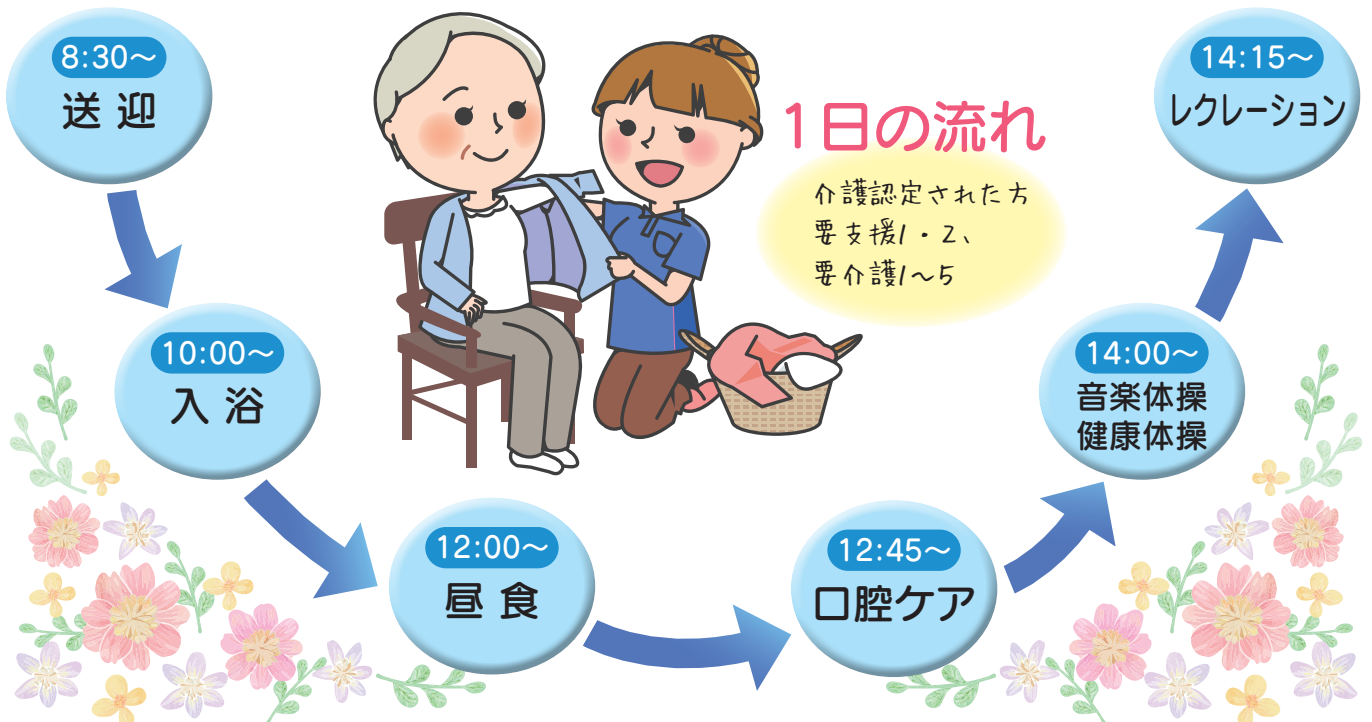 1日の流れ
介護認定された方
要支援1・2、
要介護1～5
8:30～
送迎
10:00～
入浴
12:00～
昼食
12:45～
口腔ケア
14:00～
音楽体操
健康体操
14:15～
レクレーション